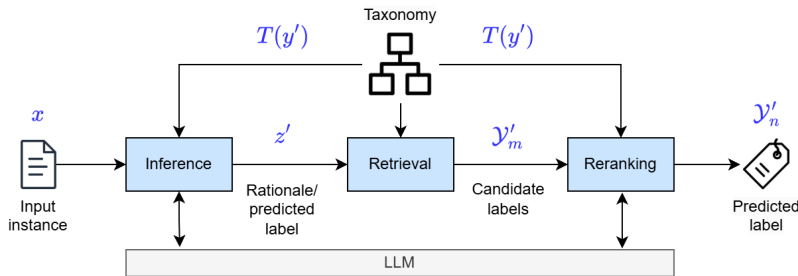 Taxonomy
T(y′)
T(y′)
x
z′
𝒴′ₘ
𝒴′ₙ
Inference
Retrieval
Reranking
Input
instance
Rationale/
predicted
label
Candidate
labels
Predicted
label
LLM